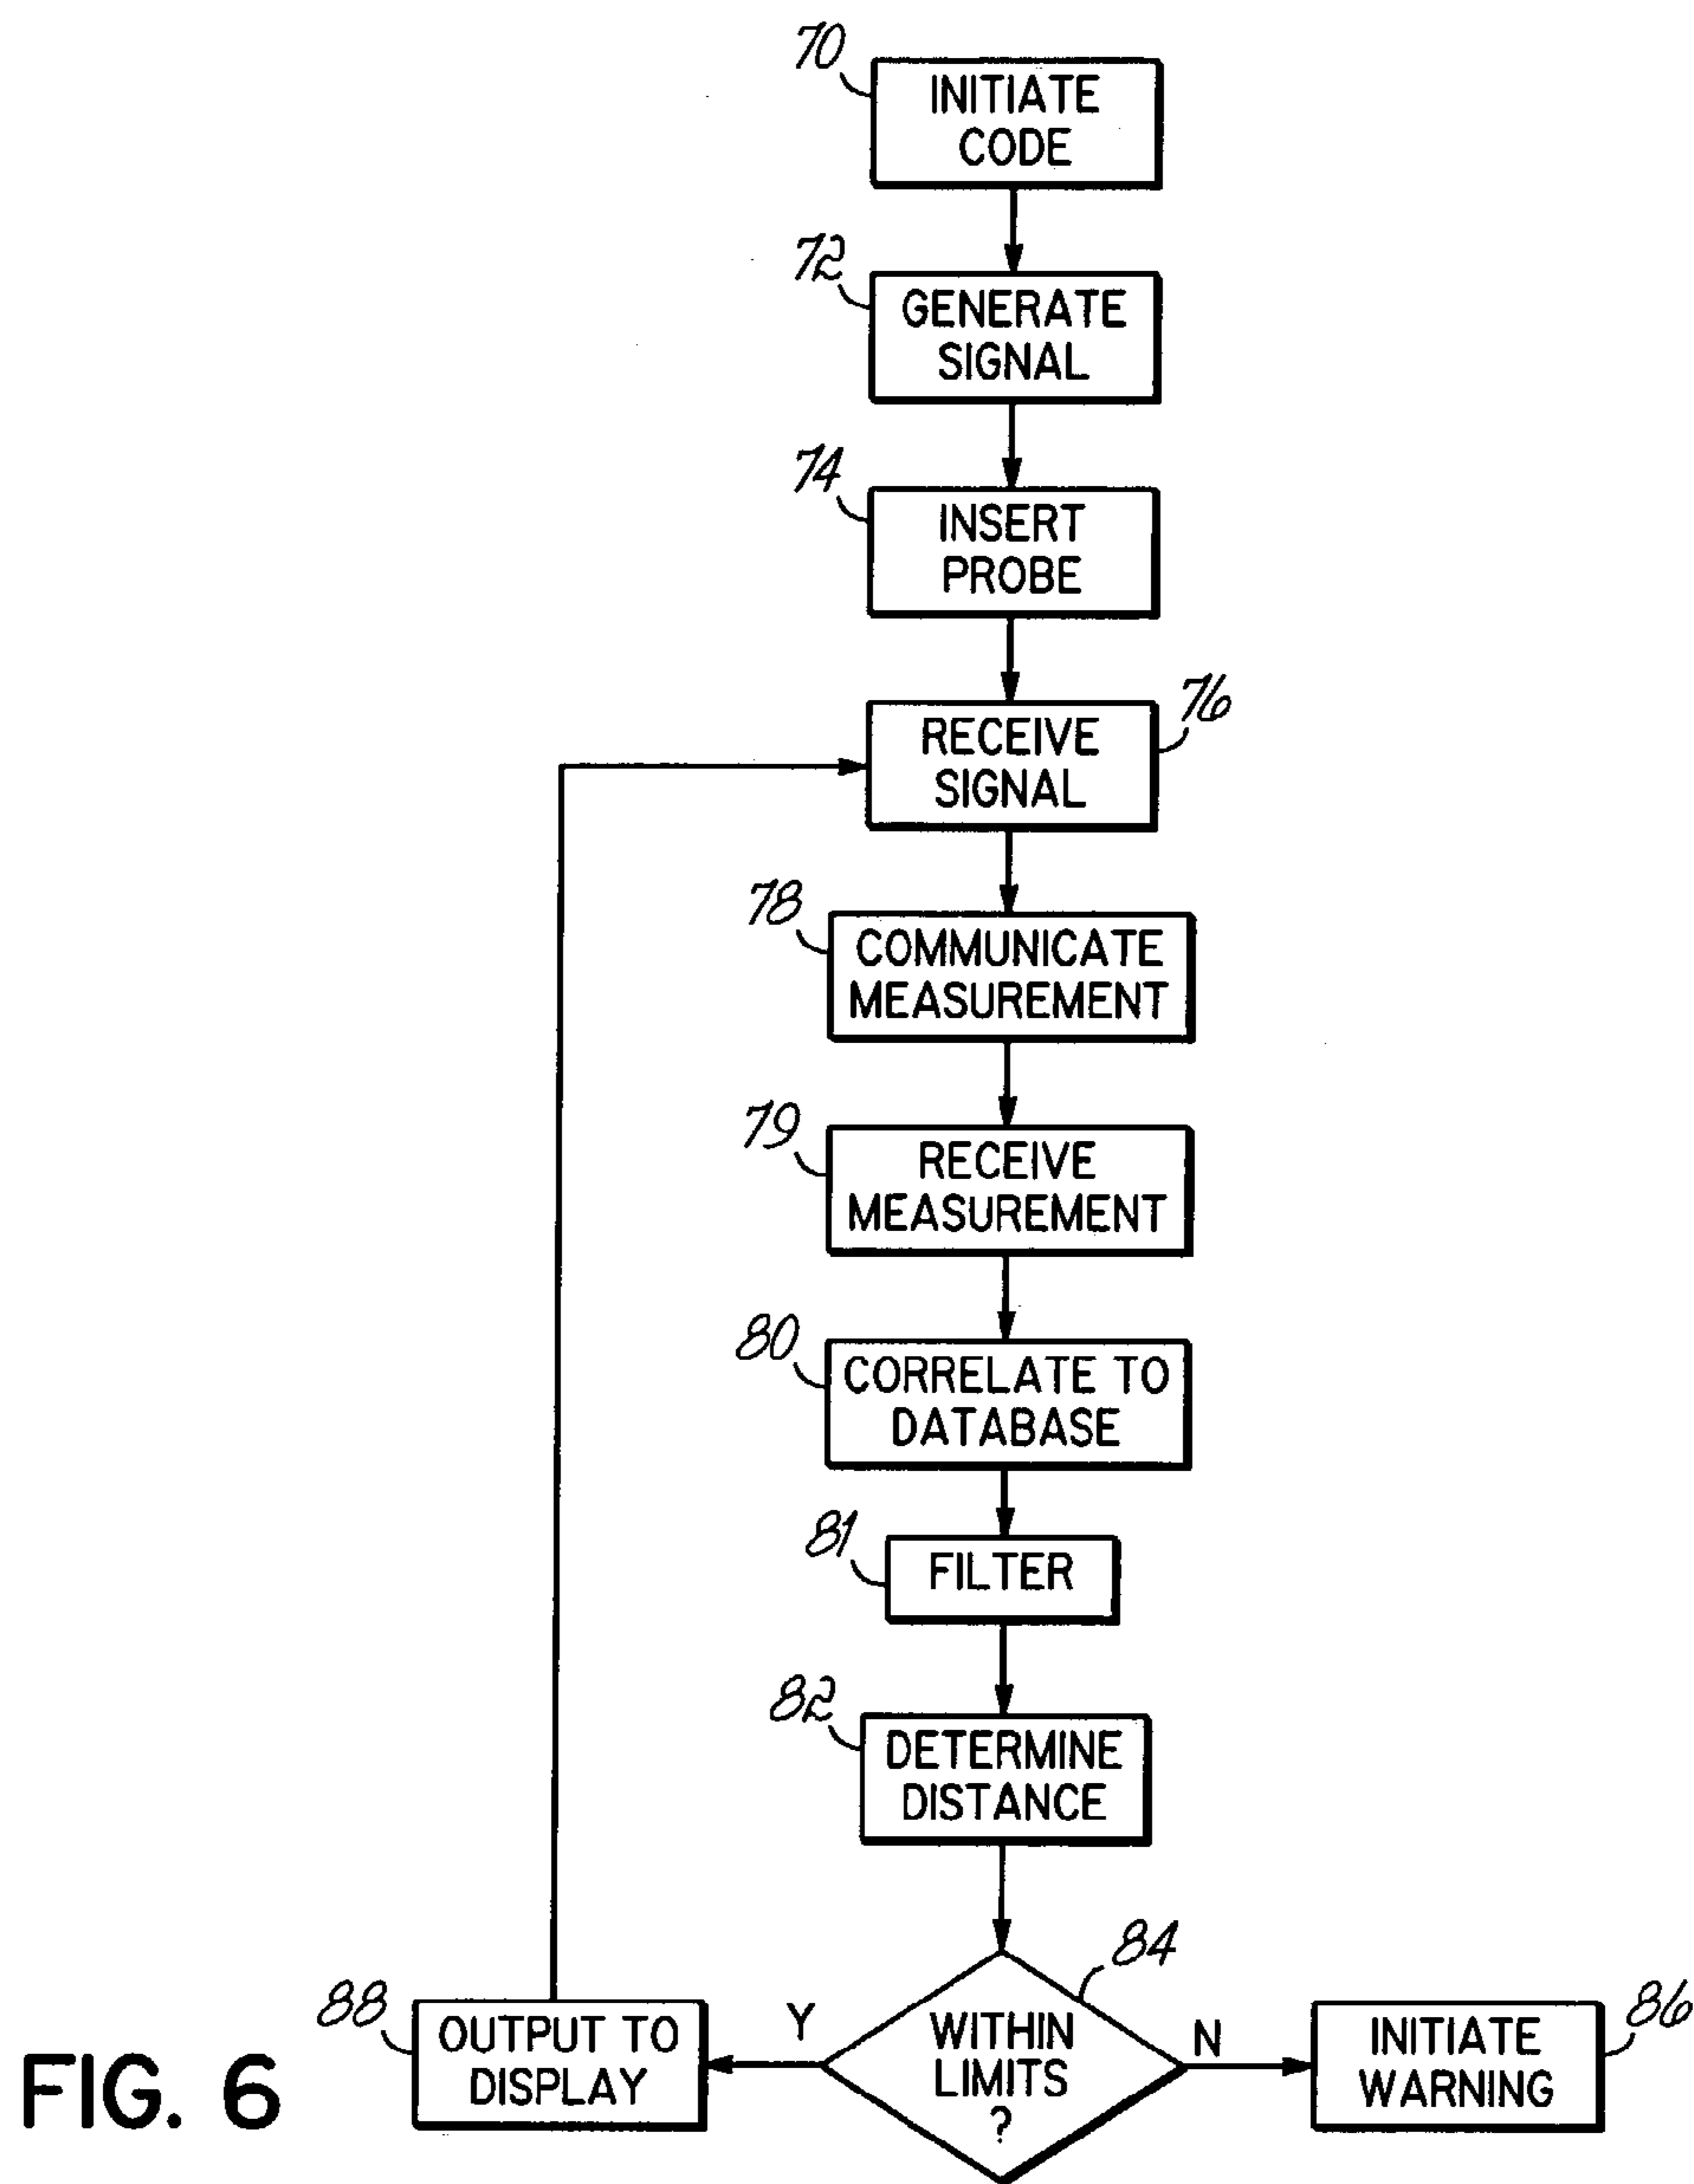 70
INITIATE
CODE
72
GENERATE
SIGNAL
74
INSERT
PROBE
76
RECEIVE
SIGNAL
78
COMMUNICATE
MEASUREMENT
79
RECEIVE
MEASUREMENT
80
CORRELATE TO
DATABASE
81
FILTER
82
DETERMINE
DISTANCE
84
WITHIN
LIMITS
?
Y
N
88
OUTPUT TO
DISPLAY
86
INITIATE
WARNING
FIG. 6